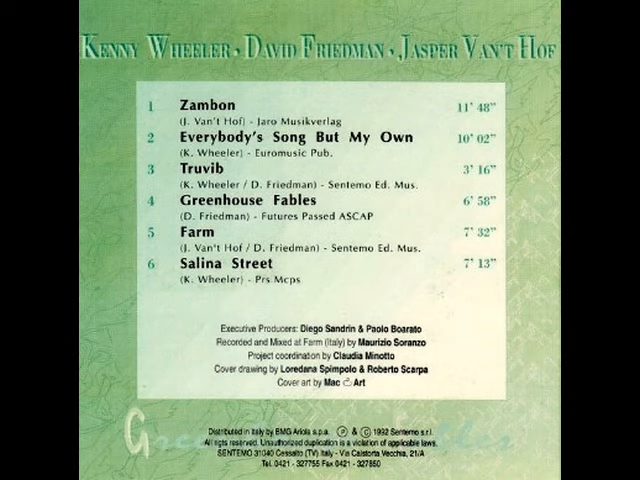 KENNY WHEELER • DAVID FRIEDMAN • JASPER VAN'T HOF
1 Zambon 11' 48"
(J. Van't Hof) - Jaro Musikverlag
2 Everybody's Song But My Own 10' 02"
(K. Wheeler) - Euromusic Pub.
3 Truvib 3' 16"
(K. Wheeler / D. Friedman) - Sentemo Ed. Mus.
4 Greenhouse Fables 6' 58"
(D. Friedman) - Futures Passed ASCAP
5 Farm 7' 32"
(J. Van't Hof / D. Friedman) - Sentemo Ed. Mus.
6 Salina Street 7' 13"
(K. Wheeler) - Prs Mcps
Executive Producers: Diego Sandrin & Paolo Boarato
Recorded and Mixed at Farm (Italy) by Maurizio Soranzo
Project coordination by Claudia Minotto
Cover drawing by Loredana Spimpolo & Roberto Scarpa
Cover art by Mac Art
Distributed in Italy by BMG Ariola s.p.a. ℗ & © 1992 Sentemo s.r.l.
All rights reserved. Unauthorized duplication is a violation of applicable laws.
SENTEMO 31040 Cessalto (TV) Italy - Via Calstorta Vecchia, 21/A
Tel. 0421 - 327755 Fax 0421 - 327850